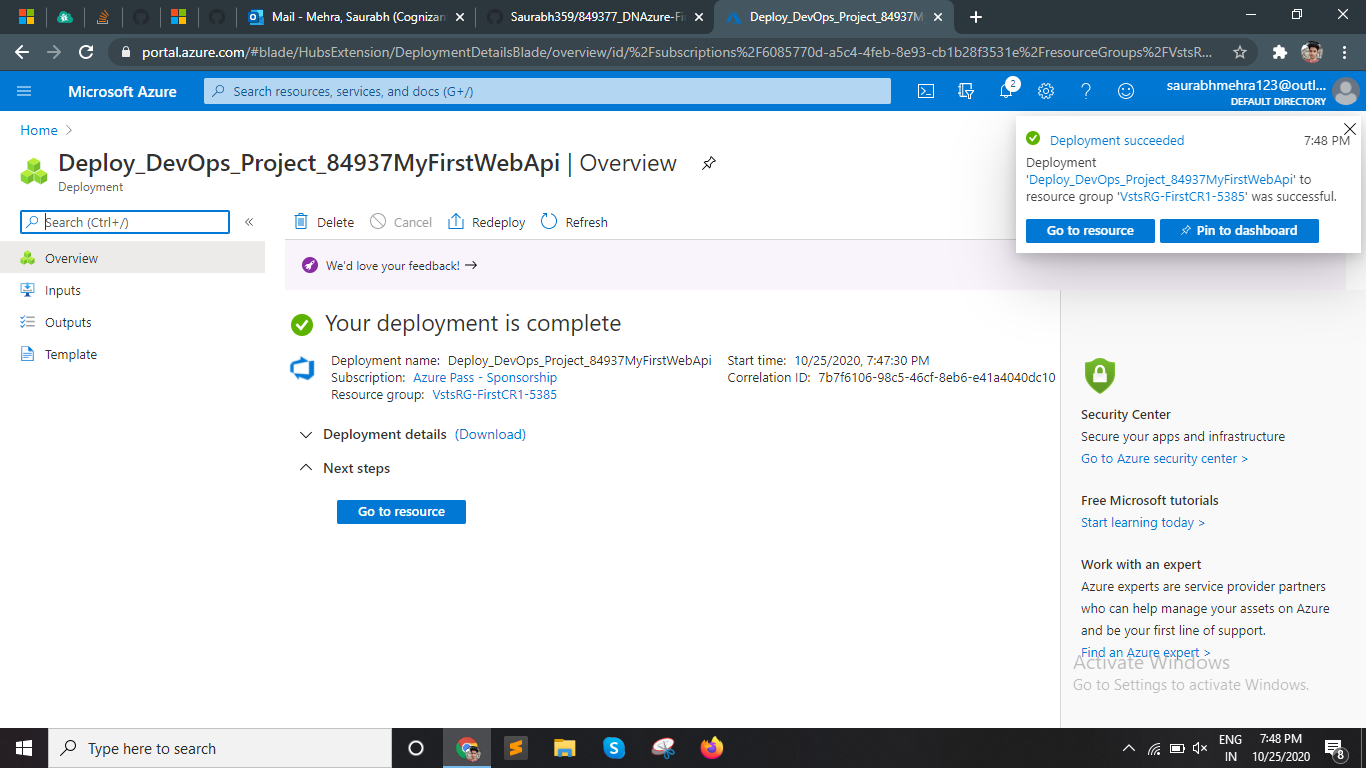 Mail - Mehra, Saurabh (Cognizan
Saurabh359/849377_DNAzure-Fi
Deploy_DevOps_Project_84937M
portal.azure.com/#blade/HubsExtension/DeploymentDetailsBlade/overview/id/%2Fsubscriptions%2F6085770d-a5c4-4feb-8e93-cb1b28f3531e%2FresourceGroups%2FVstsR...
Microsoft Azure
Search resources, services, and docs (G+/)
2
saurabhmehra123@outl...
DEFAULT DIRECTORY
Home
Deploy_DevOps_Project_84937MyFirstWebApi | Overview
Deployment
Deployment succeeded
7:48 PM
Deployment
'Deploy_DevOps_Project_84937MyFirstWebApi' to
resource group 'VstsRG-FirstCR1-5385' was successful.
Go to resource
Pin to dashboard
Search (Ctrl+/)
«
Overview
Inputs
Outputs
Template
Delete
Cancel
Redeploy
Refresh
We'd love your feedback! →
Your deployment is complete
Deployment name: Deploy_DevOps_Project_84937MyFirstWebApi
Subscription: Azure Pass - Sponsorship
Resource group: VstsRG-FirstCR1-5385
Start time: 10/25/2020, 7:47:30 PM
Correlation ID: 7b7f6106-98c5-46cf-8eb6-e41a4040dc10
Deployment details (Download)
Next steps
Go to resource
Security Center
Secure your apps and infrastructure
Go to Azure security center >
Free Microsoft tutorials
Start learning today >
Work with an expert
Azure experts are service provider partners
who can help manage your assets on Azure
and be your first line of support.
Find an Azure expert >
Activate Windows
Go to Settings to activate Windows.
Type here to search
ENG
IN
7:48 PM
10/25/2020
8